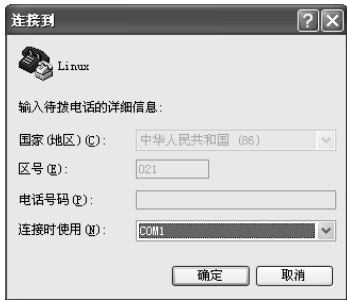 连接到
Linux
输入待拨电话的详细信息:
国家(地区)(C): 中华人民共和国 (86)
区号(E): 021
电话号码(P):
连接时使用(N): COM1
确定 取消